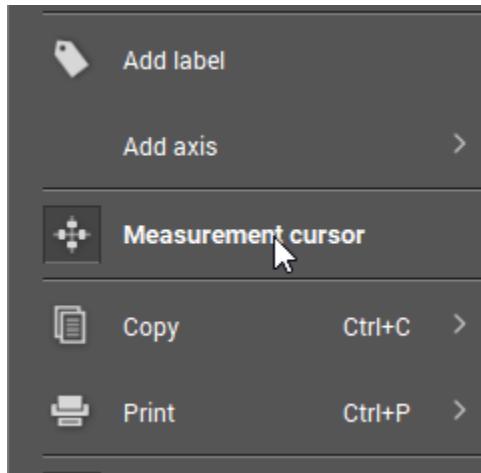 Add label
Add axis
Measurement cursor
Copy Ctrl+C
Print Ctrl+P